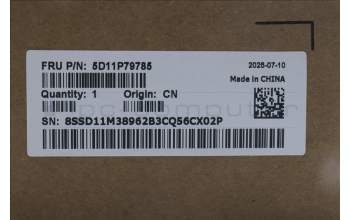 FRU P/N: 5D11P79785
2025-07-10
Made in CHINA
Quantity: 1 Origin: CN
SN: 8SSD11M38962B3CQ56CX02P